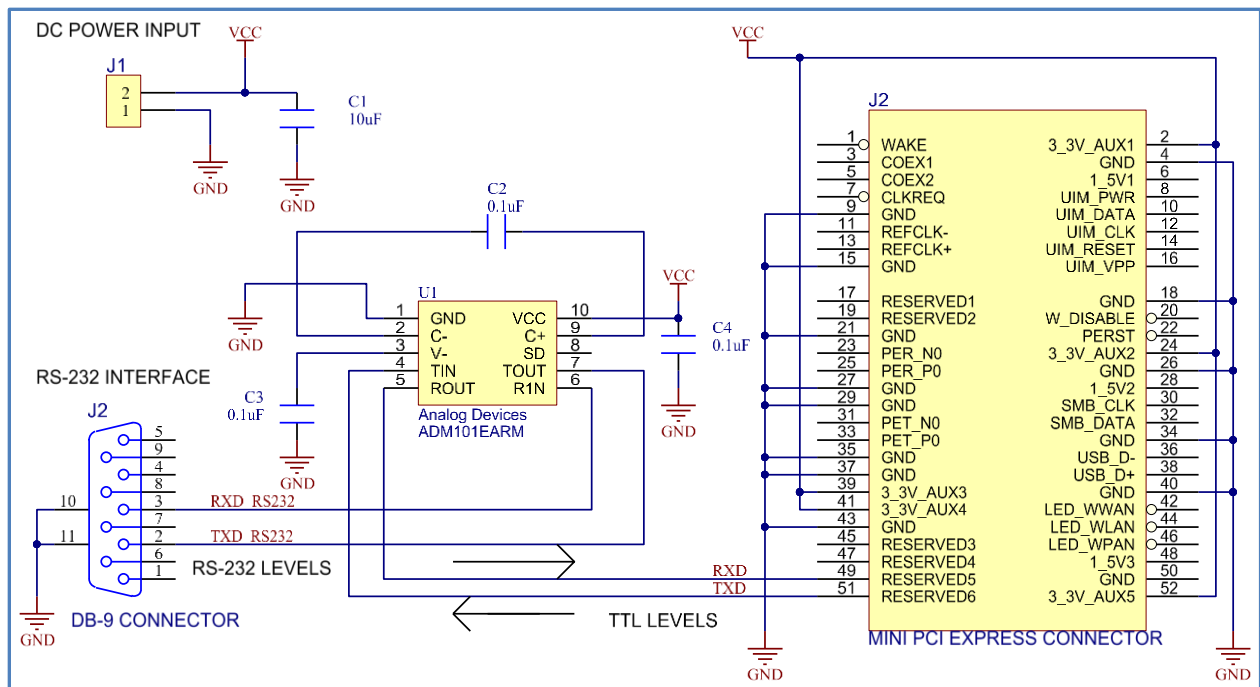 DC POWER INPUT
VCC
J1
2
1
C1
10uF
GND
GND
C2
0.1uF
VCC
U1
1 GND VCC 10
2 C- C+ 9
3 V- SD 8
4 TIN TOUT 7
5 ROUT R1N 6
Analog Devices
ADM101EARM
GND
C4
0.1uF
GND
C3
0.1uF
GND
RS-232 INTERFACE
J2
5
9
4
8
10 3 RXD_RS232
7
11 2 TXD_RS232
6
1
RS-232 LEVELS
GND
DB-9 CONNECTOR
RXD
TXD
TTL LEVELS
VCC
J2
1 WAKE 3_3V_AUX1 2
3 COEX1 GND 4
5 COEX2 1_5V1 6
7 CLKREQ UIM_PWR 8
9 GND UIM_DATA 10
11 REFCLK- UIM_CLK 12
13 REFCLK+ UIM_RESET 14
15 GND UIM_VPP 16
17 RESERVED1 GND 18
19 RESERVED2 W_DISABLE 20
21 GND PERST 22
23 PER_N0 3_3V_AUX2 24
25 PER_P0 GND 26
27 GND 1_5V2 28
29 GND SMB_CLK 30
31 PET_N0 SMB_DATA 32
33 PET_P0 GND 34
35 GND USB_D- 36
37 GND USB_D+ 38
39 3_3V_AUX3 GND 40
41 3_3V_AUX4 LED_WWAN 42
43 GND LED_WLAN 44
45 RESERVED3 LED_WPAN 46
47 RESERVED4 1_5V3 48
49 RESERVED5 GND 50
51 RESERVED6 3_3V_AUX5 52
MINI PCI EXPRESS CONNECTOR
GND
GND